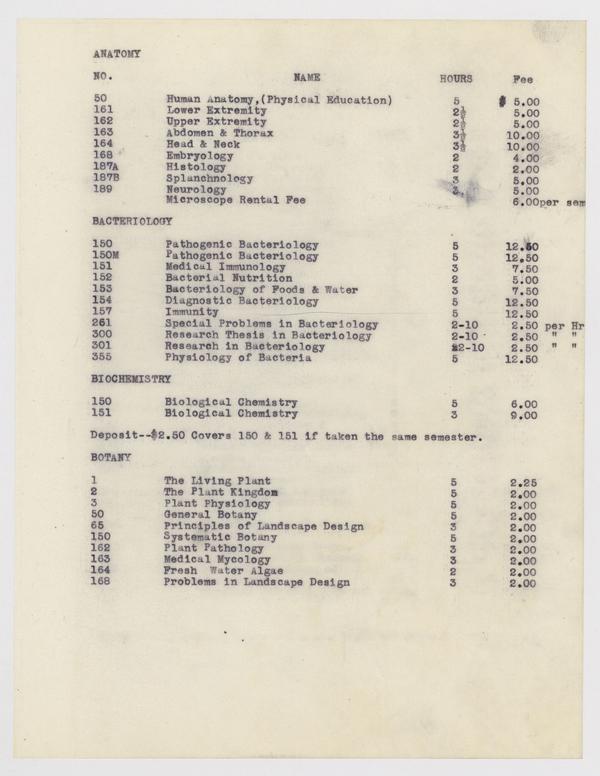 ANATOMY
NO. NAME HOURS Fee
50 Human Anatomy,(Physical Education) 5 $ 5.00
161 Lower Extremity 2½ 5.00
162 Upper Extremity 2½ 5.00
163 Abdomen & Thorax 3½ 10.00
164 Head & Neck 3½ 10.00
168 Embryology 2 4.00
187A Histology 2 2.00
187B Splanchnology 3 5.00
189 Neurology 3 5.00
Microscope Rental Fee 6.00per sem
BACTERIOLOGY
150 Pathogenic Bacteriology 5 12.50
150M Pathogenic Bacteriology 5 12.50
151 Medical Immunology 3 7.50
152 Bacterial Nutrition 2 5.00
153 Bacteriology of Foods & Water 3 7.50
154 Diagnostic Bacteriology 5 12.50
157 Immunity 5 12.50
261 Special Problems in Bacteriology 2-10 2.50 per Hr
300 Research Thesis in Bacteriology 2-10 2.50 " "
301 Research in Bacteriology 2-10 2.50 " "
355 Physiology of Bacteria 5 12.50
BIOCHEMISTRY
150 Biological Chemistry 5 6.00
151 Biological Chemistry 3 9.00
Deposit--$2.50 Covers 150 & 151 if taken the same semester.
BOTANY
1 The Living Plant 5 2.25
2 The Plant Kingdom 5 2.00
3 Plant Physiology 5 2.00
50 General Botany 5 2.00
65 Principles of Landscape Design 3 2.00
150 Systematic Botany 5 2.00
162 Plant Pathology 3 2.00
163 Medical Mycology 3 2.00
164 Fresh Water Algae 2 2.00
168 Problems in Landscape Design 3 2.00